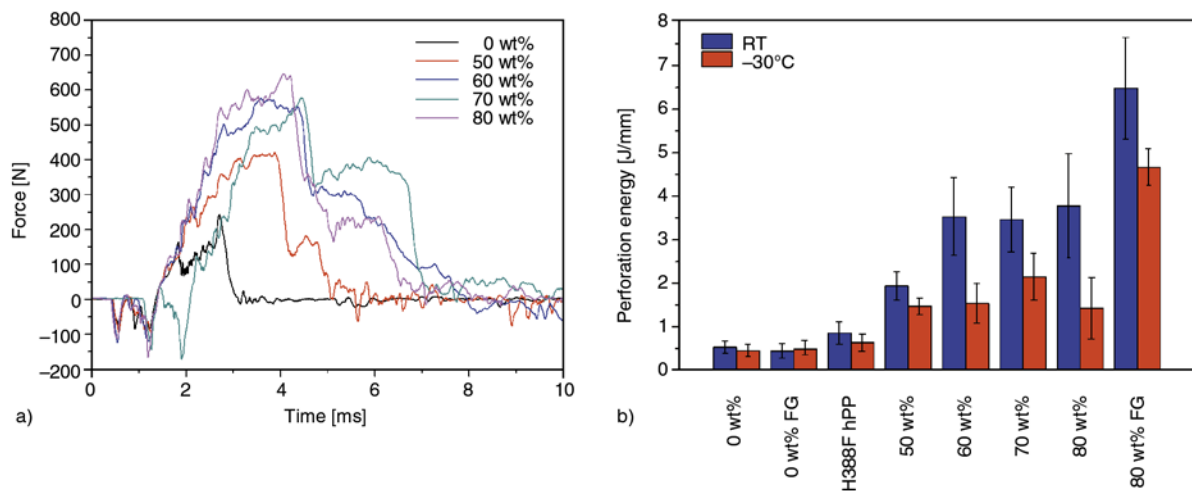 800
700
600
500
400
300
200
100
0
−100
−200
Force [N]
0 wt%
50 wt%
60 wt%
70 wt%
80 wt%
0
2
4
6
8
10
Time [ms]
a)
8
7
6
5
4
3
2
1
0
Perforation energy [J/mm]
RT
−30°C
0 wt%
0 wt% FG
H388F hPP
50 wt%
60 wt%
70 wt%
80 wt%
80 wt% FG
b)